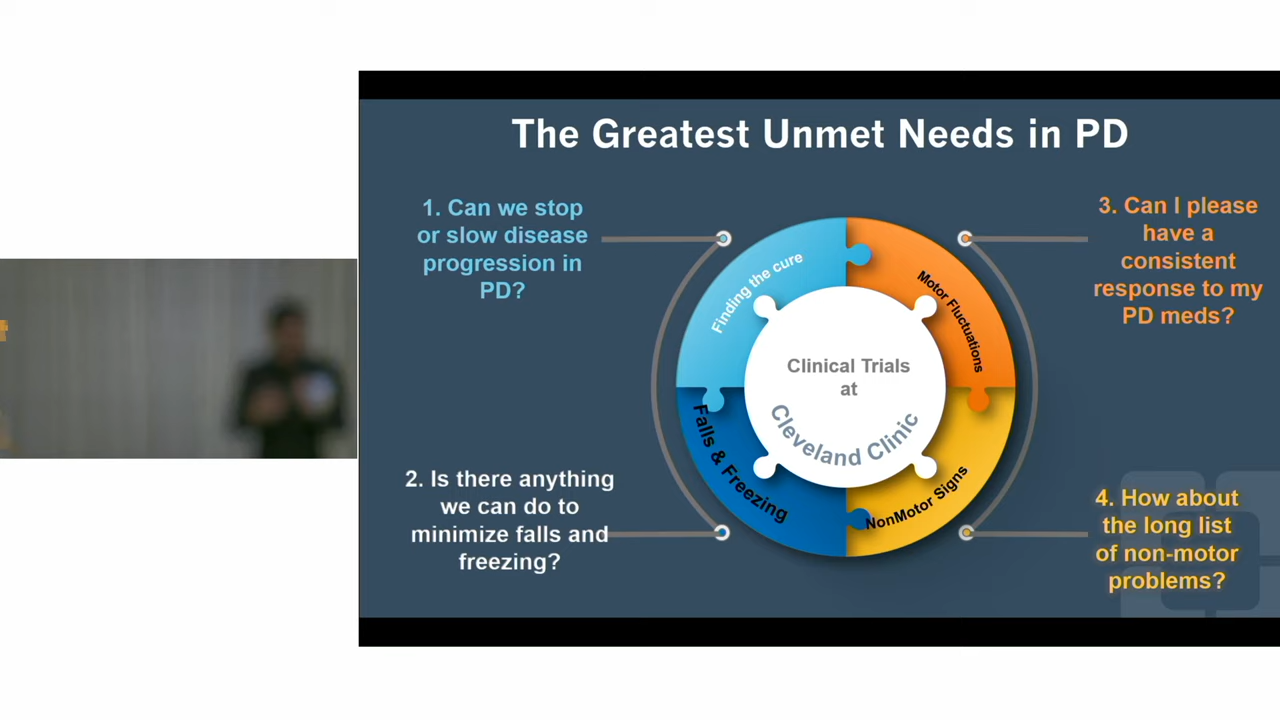 The Greatest Unmet Needs in PD
1. Can we stop
or slow disease
progression in
PD?
2. Is there anything
we can do to
minimize falls and
freezing?
3. Can I please
have a
consistent
response to my
PD meds?
4. How about
the long list
of non-motor
problems?
Finding the cure
Motor Fluctuations
Falls & Freezing
NonMotor Signs
Clinical Trials
at
Cleveland Clinic